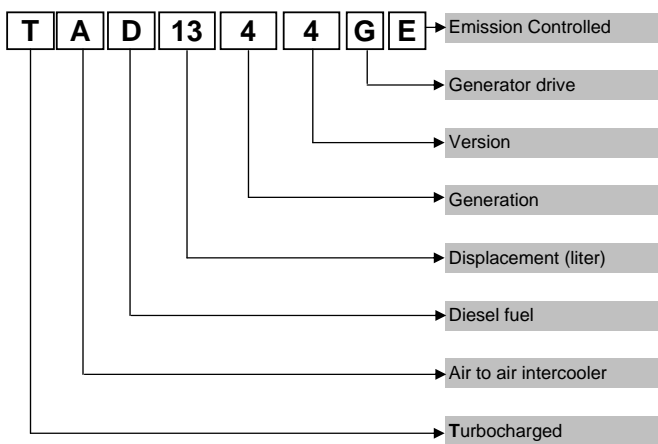 T A D 13 4 4 G E
Emission Controlled
Generator drive
Version
Generation
Displacement (liter)
Diesel fuel
Air to air intercooler
Turbocharged